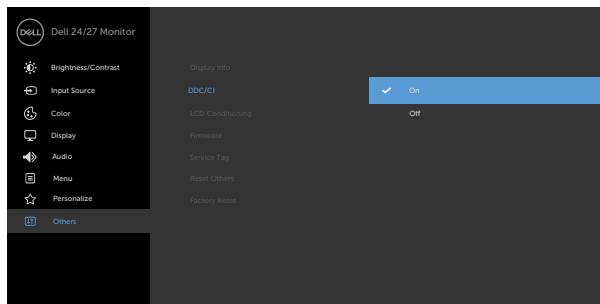 DELL
Dell 24/27 Monitor
Brightness/Contrast
Input Source
Color
Display
Audio
Menu
Personalize
Others
Display Info
DDC/CI
LCD Conditioning
Firmware
Service Tag
Reset Others
Factory Reset
On
Off